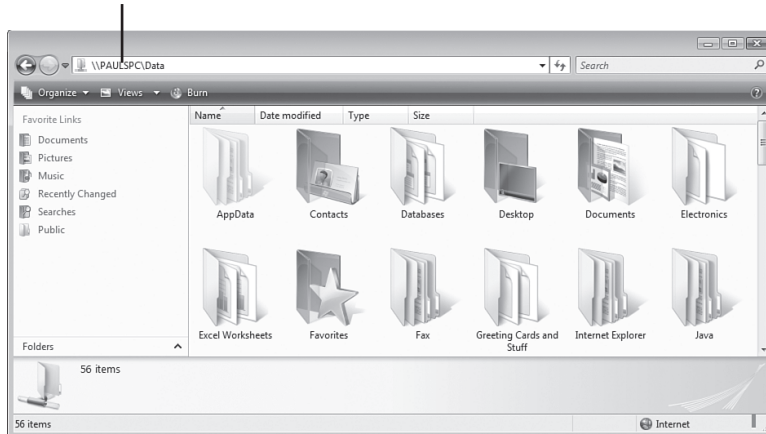 \\PAULSPC\Data
Search
Organize Views Burn
Favorite Links
Documents
Pictures
Music
Recently Changed
Searches
Public
Folders
Name Date modified Type Size
AppData Contacts Databases Desktop Documents Electronics
Excel Worksheets Favorites Fax Greeting Cards and Stuff Internet Explorer Java
56 items
56 items Internet